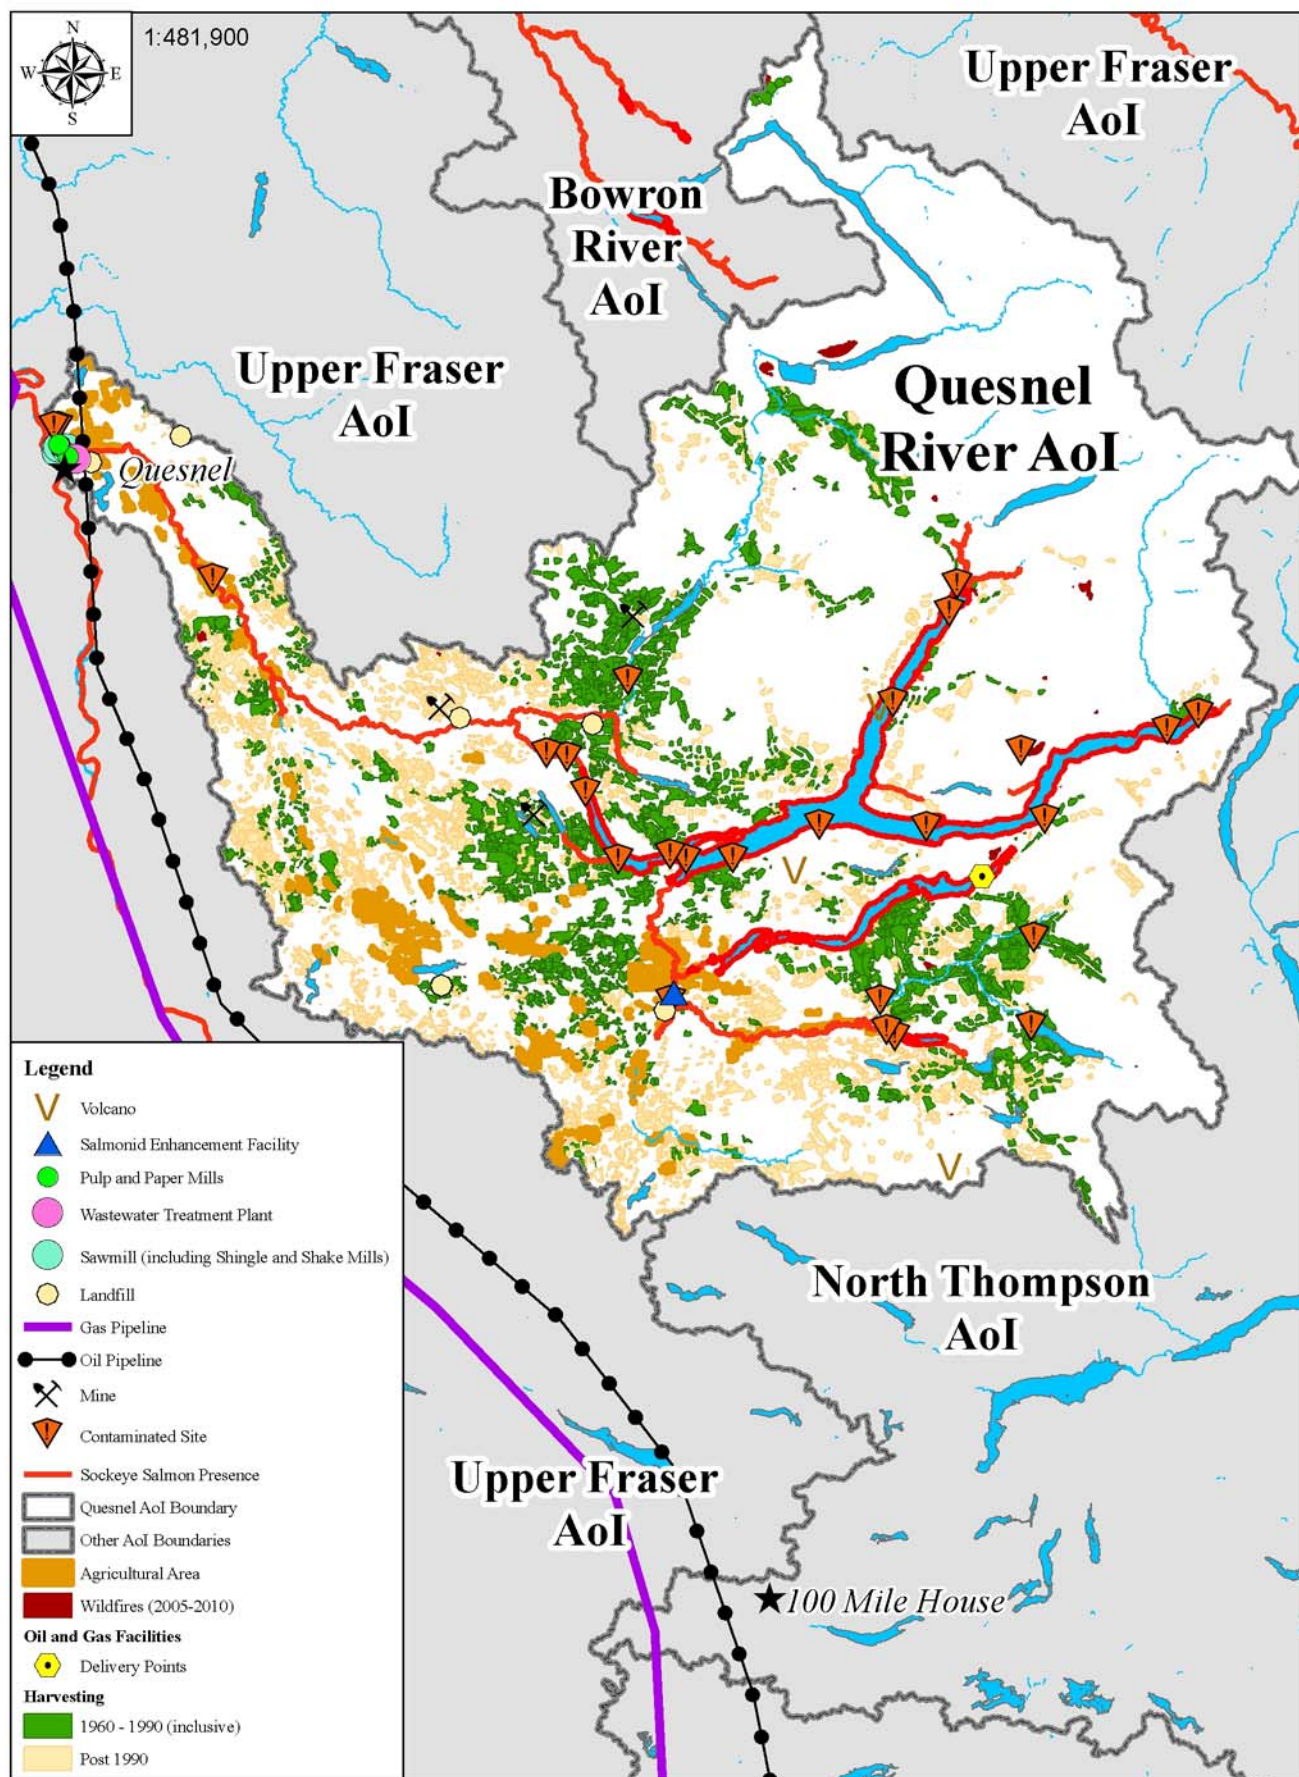 N
1:481,900
W
E
S
Upper Fraser
AoI
Bowron
River
AoI
Upper Fraser
AoI
Quesnel
River AoI
Quesnel
Legend
Volcano
Salmonid Enhancement Facility
Pulp and Paper Mills
Wastewater Treatment Plant
Sawmill (including Shingle and Shake Mills)
Landfill
Gas Pipeline
Oil Pipeline
Mine
Contaminated Site
Sockeye Salmon Presence
Quesnel AoI Boundary
Other AoI Boundaries
Agricultural Area
Wildfires (2005-2010)
Oil and Gas Facilities
Delivery Points
Harvesting
1960 - 1990 (inclusive)
Post 1990
North Thompson
AoI
Upper Fraser
AoI
100 Mile House